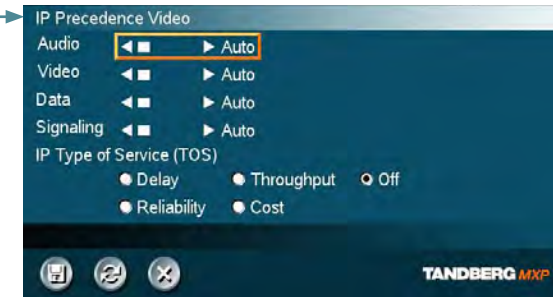 IP Precedence Video
Audio Auto
Video Auto
Data Auto
Signaling Auto
IP Type of Service (TOS)
Delay Throughput Off
Reliability Cost
TANDBERG MXP